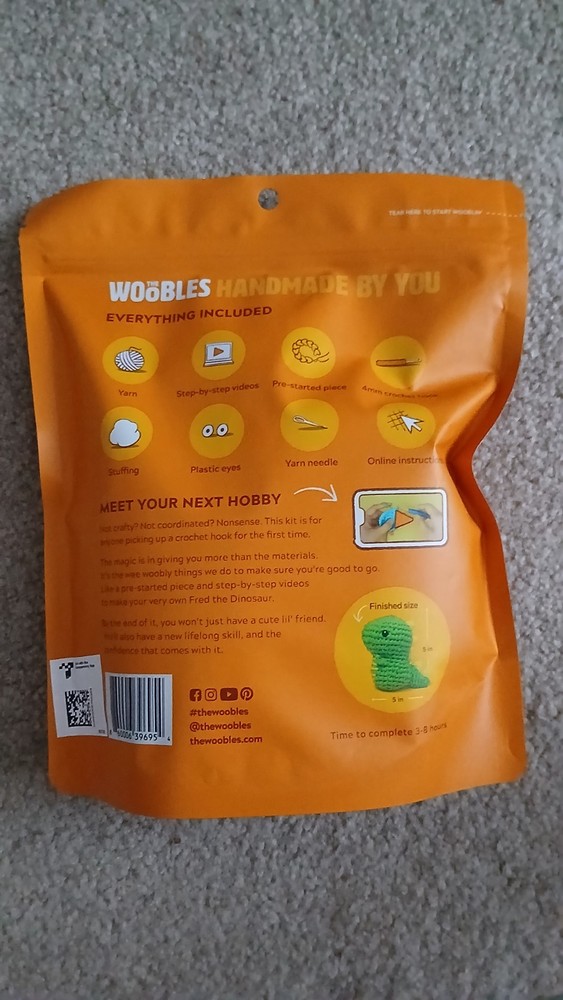 TEAR HERE TO START WOOBLIN'
THE
WOOBLES HANDMADE BY YOU
EVERYTHING INCLUDED
Yarn
Step-by-step videos
Pre-started piece
4mm crochet
Stuffing
Plastic eyes
Yarn needle
Online
MEET YOUR NEXT HOBBY
Not crafty? Not coordinated? Nonsense. This kit is for
anyone picking up a crochet hook for the first time.
The magic is in giving you more than the materials.
It's the wee woobly things we do to make sure you're good to go.
Like a pre-started piece and step-by-step videos
to make your very own Fred the Dinosaur.
By the end of it, you won't just have a cute lil' friend.
You'll also have a new lifelong skill, and the
confidence that comes with it.
Finished size
5 in
#thewoobles
@thewoobles
thewoobles.com
Time to complete 3-8 hours
60006 39695 4